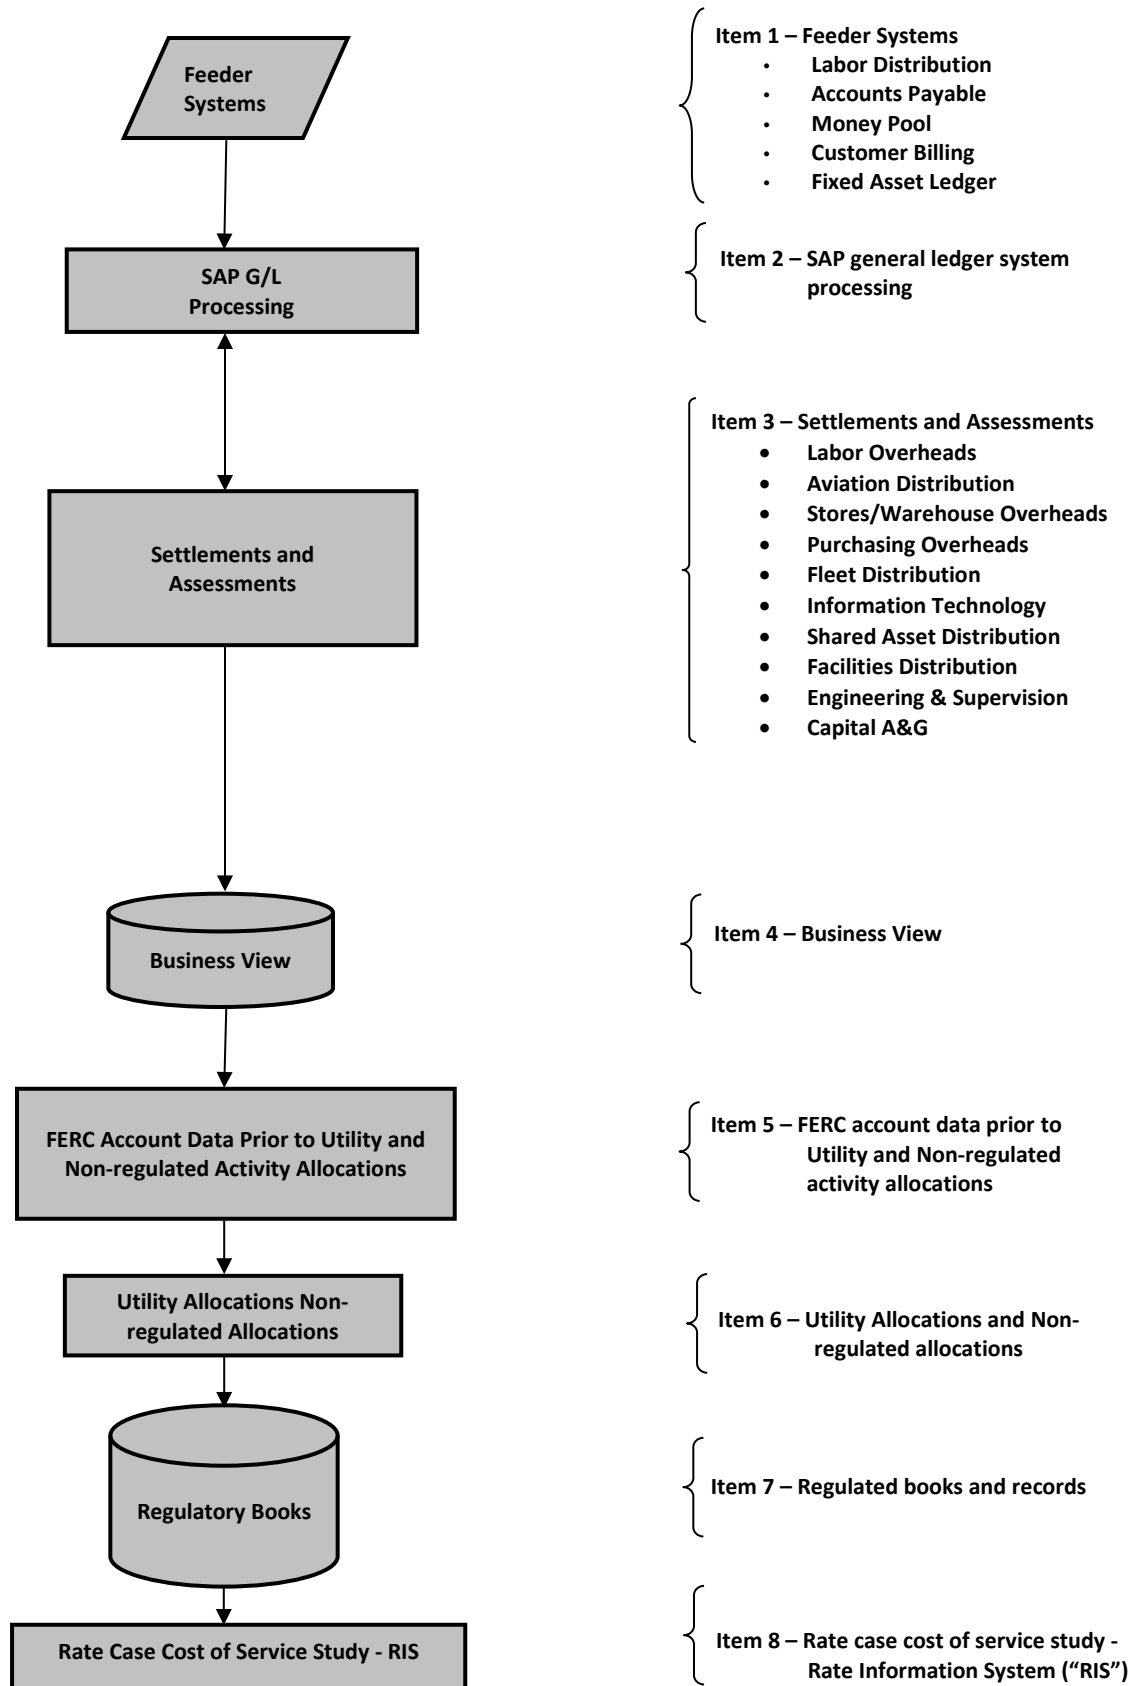 Feeder
Systems
Item 1 – Feeder Systems
• Labor Distribution
• Accounts Payable
• Money Pool
• Customer Billing
• Fixed Asset Ledger
SAP G/L
Processing
Item 2 – SAP general ledger system
processing
Settlements and
Assessments
Item 3 – Settlements and Assessments
• Labor Overheads
• Aviation Distribution
• Stores/Warehouse Overheads
• Purchasing Overheads
• Fleet Distribution
• Information Technology
• Shared Asset Distribution
• Facilities Distribution
• Engineering & Supervision
• Capital A&G
Business View
Item 4 – Business View
FERC Account Data Prior to Utility and
Non-regulated Activity Allocations
Item 5 – FERC account data prior to
Utility and Non-regulated
activity allocations
Utility Allocations Non-
regulated Allocations
Item 6 – Utility Allocations and Non-
regulated allocations
Regulatory Books
Item 7 – Regulated books and records
Rate Case Cost of Service Study - RIS
Item 8 – Rate case cost of service study -
Rate Information System (“RIS”)